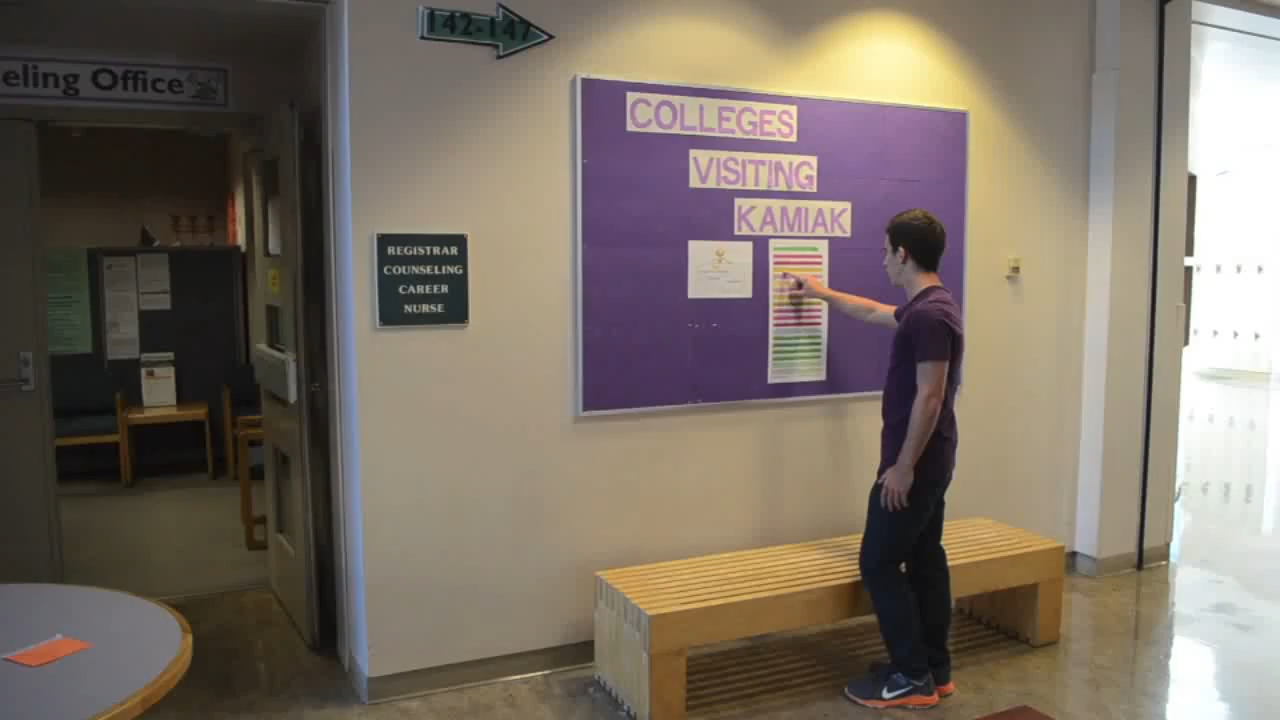 142-147
eling Office
COLLEGES
VISITING
KAMIAK
REGISTRAR
COUNSELING
CAREER
NURSE